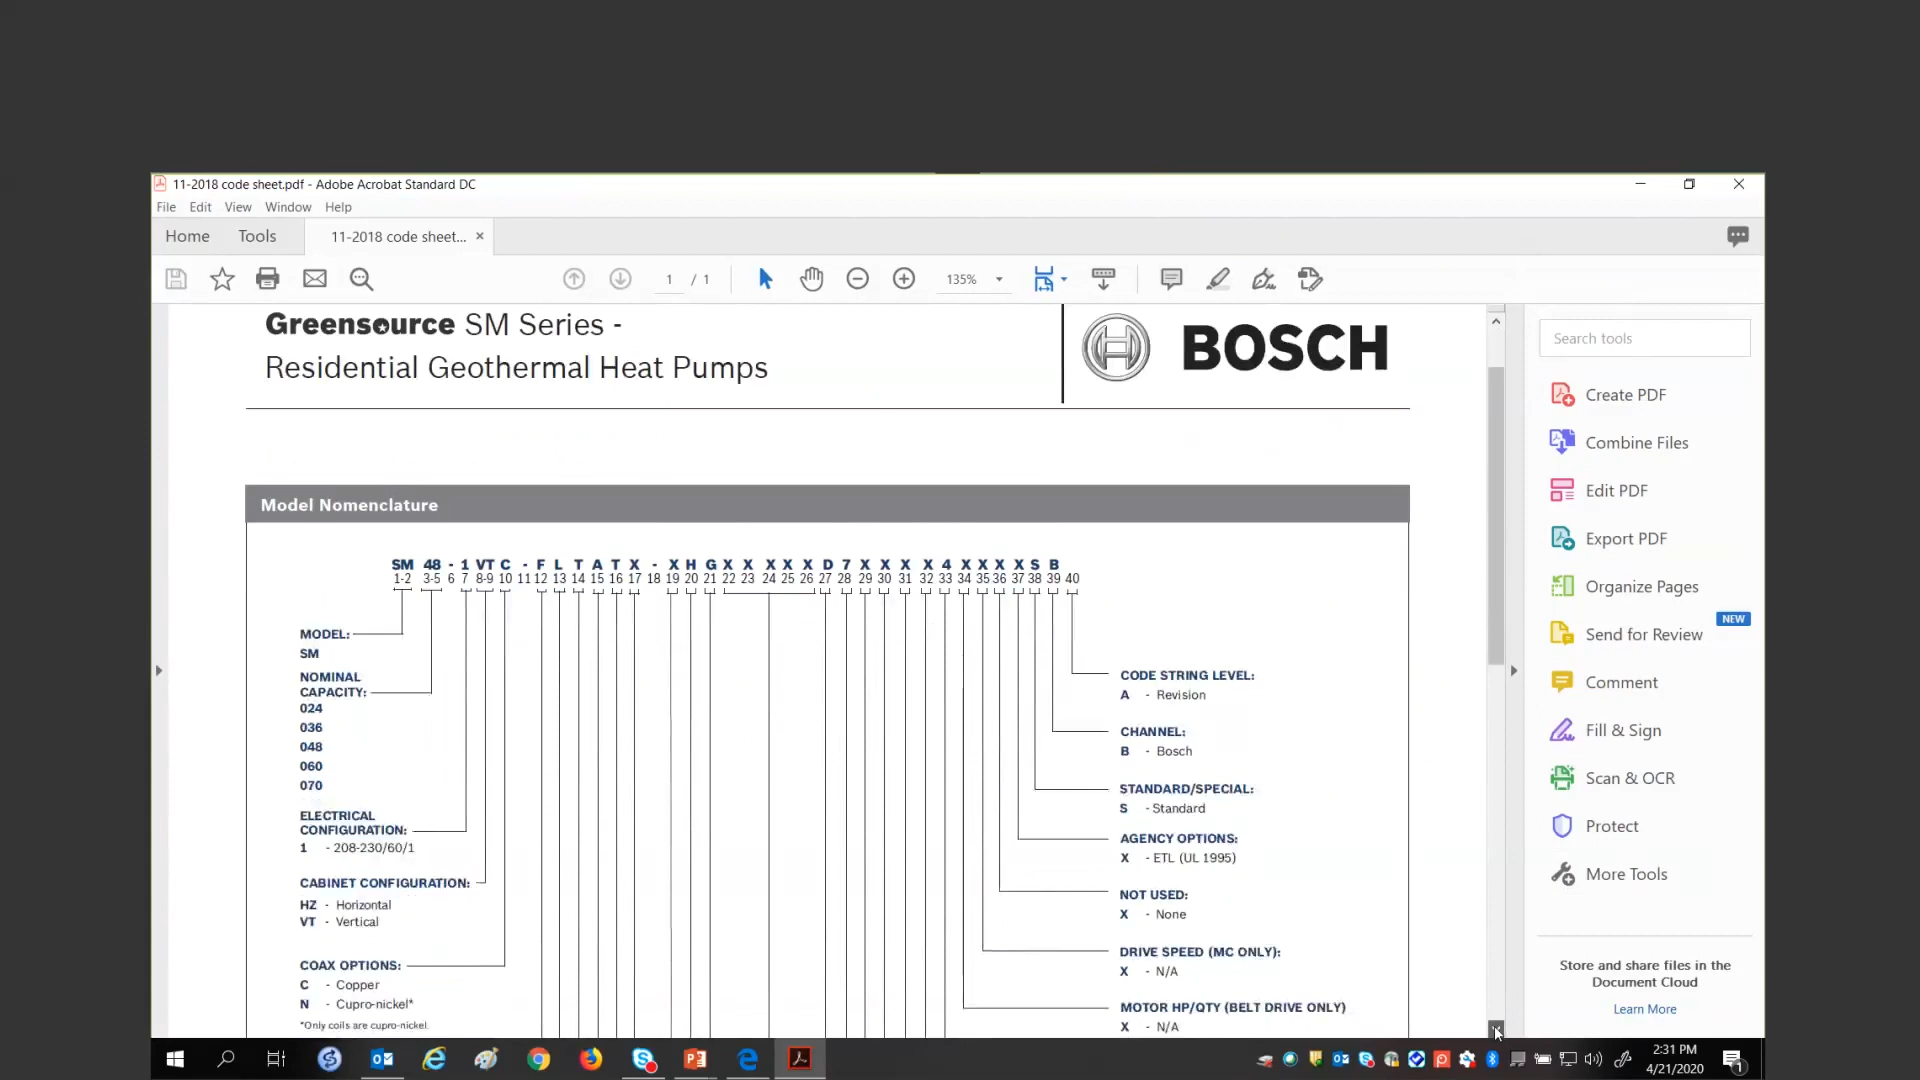 11-2018 code sheet.pdf - Adobe Acrobat Standard DC
File Edit View Window Help
Home Tools 11-2018 code sheet... ×
1 / 1 135%
Greensource SM Series -
Residential Geothermal Heat Pumps
BOSCH
Model Nomenclature
SM 48 - 1 VT C - F L T A T X - X H G X X X X X D 7 X X X X 4 X X X X S B
1-2 3-5 6 7 8-9 10 11 12 13 14 15 16 17 18 19 20 21 22 23 24 25 26 27 28 29 30 31 32 33 34 35 36 37 38 39 40
MODEL:
SM
NOMINAL
CAPACITY:
024
036
048
060
070
ELECTRICAL
CONFIGURATION:
1 - 208-230/60/1
CABINET CONFIGURATION:
HZ - Horizontal
VT - Vertical
COAX OPTIONS:
C - Copper
N - Cupro-nickel*
*Only coils are cupro-nickel.
CODE STRING LEVEL:
A - Revision
CHANNEL:
B - Bosch
STANDARD/SPECIAL:
S - Standard
AGENCY OPTIONS:
X - ETL (UL 1995)
NOT USED:
X - None
DRIVE SPEED (MC ONLY):
X - N/A
MOTOR HP/QTY (BELT DRIVE ONLY)
X - N/A
Search tools
Create PDF
Combine Files
Edit PDF
Export PDF
Organize Pages
NEW
Send for Review
Comment
Fill & Sign
Scan & OCR
Protect
More Tools
Store and share files in the
Document Cloud
Learn More
2:31 PM
4/21/2020
1